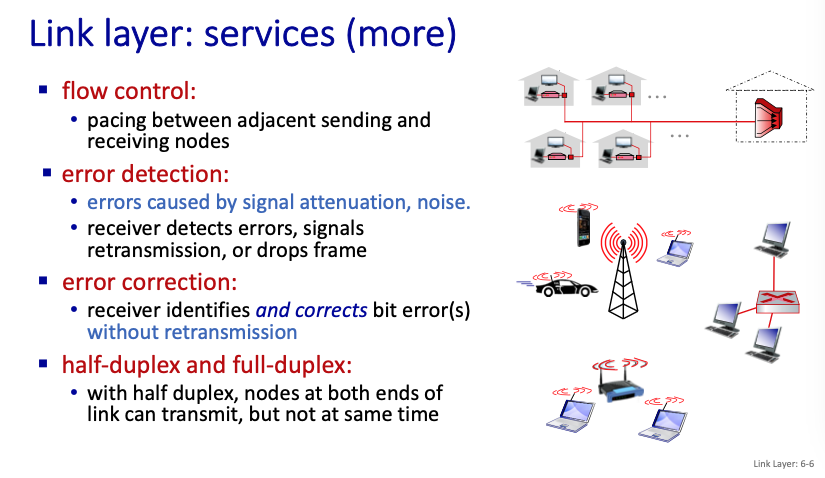 Link layer: services (more)
▪ flow control:
• pacing between adjacent sending and
receiving nodes
▪ error detection:
• errors caused by signal attenuation, noise.
• receiver detects errors, signals
retransmission, or drops frame
▪ error correction:
• receiver identifies and corrects bit error(s)
without retransmission
▪ half-duplex and full-duplex:
• with half duplex, nodes at both ends of
link can transmit, but not at same time
Link Layer: 6-6